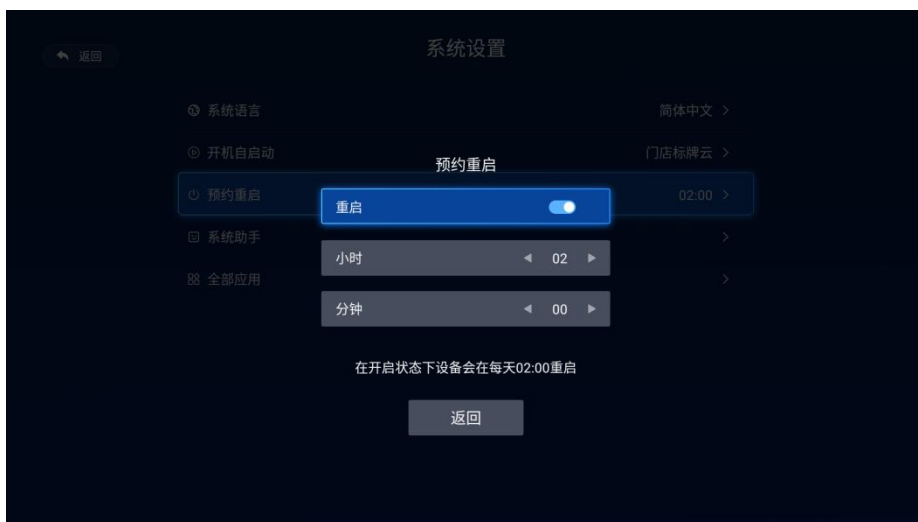 返回
系统设置
系统语言 简体中文
开机自启动 门店标牌云
预约重启
预约重启 02:00
重启
系统助手
小时 02
全部应用
分钟 00
在开启状态下设备会在每天02:00重启
返回